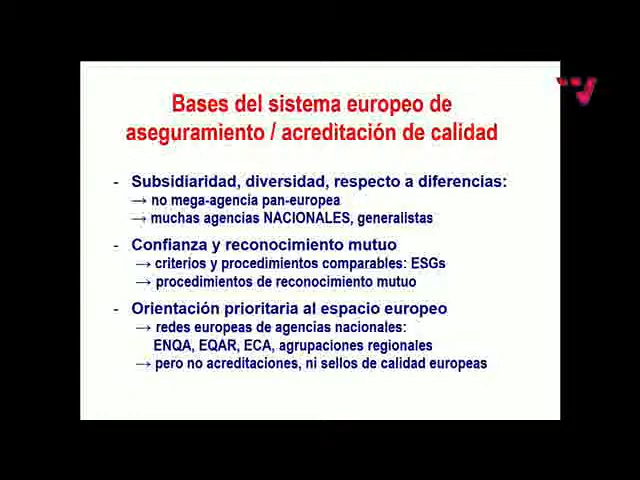 Bases del sistema europeo de
aseguramiento / acreditación de calidad
- Subsidiaridad, diversidad, respecto a diferencias:
→ no mega-agencia pan-europea
→ muchas agencias NACIONALES, generalistas
- Confianza y reconocimiento mutuo
→ criterios y procedimientos comparables: ESGs
→ procedimientos de reconocimiento mutuo
- Orientación prioritaria al espacio europeo
→ redes europeas de agencias nacionales:
ENQA, EQAR, ECA, agrupaciones regionales
→ pero no acreditaciones, ni sellos de calidad europeas